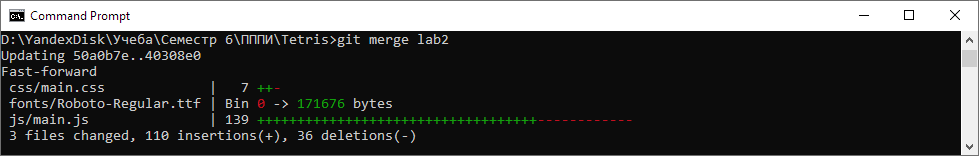 Command Prompt
D:\YandexDisk\Учеба\Семестр 6\ПППИ\Tetris>git merge lab2
Updating 50a0b7e..40308e0
Fast-forward
 css/main.css             |   7 ++-
 fonts/Roboto-Regular.ttf | Bin 0 -> 171676 bytes
 js/main.js               | 139 +++++++++++++++++++++++++++++++++++------------
 3 files changed, 110 insertions(+), 36 deletions(-)